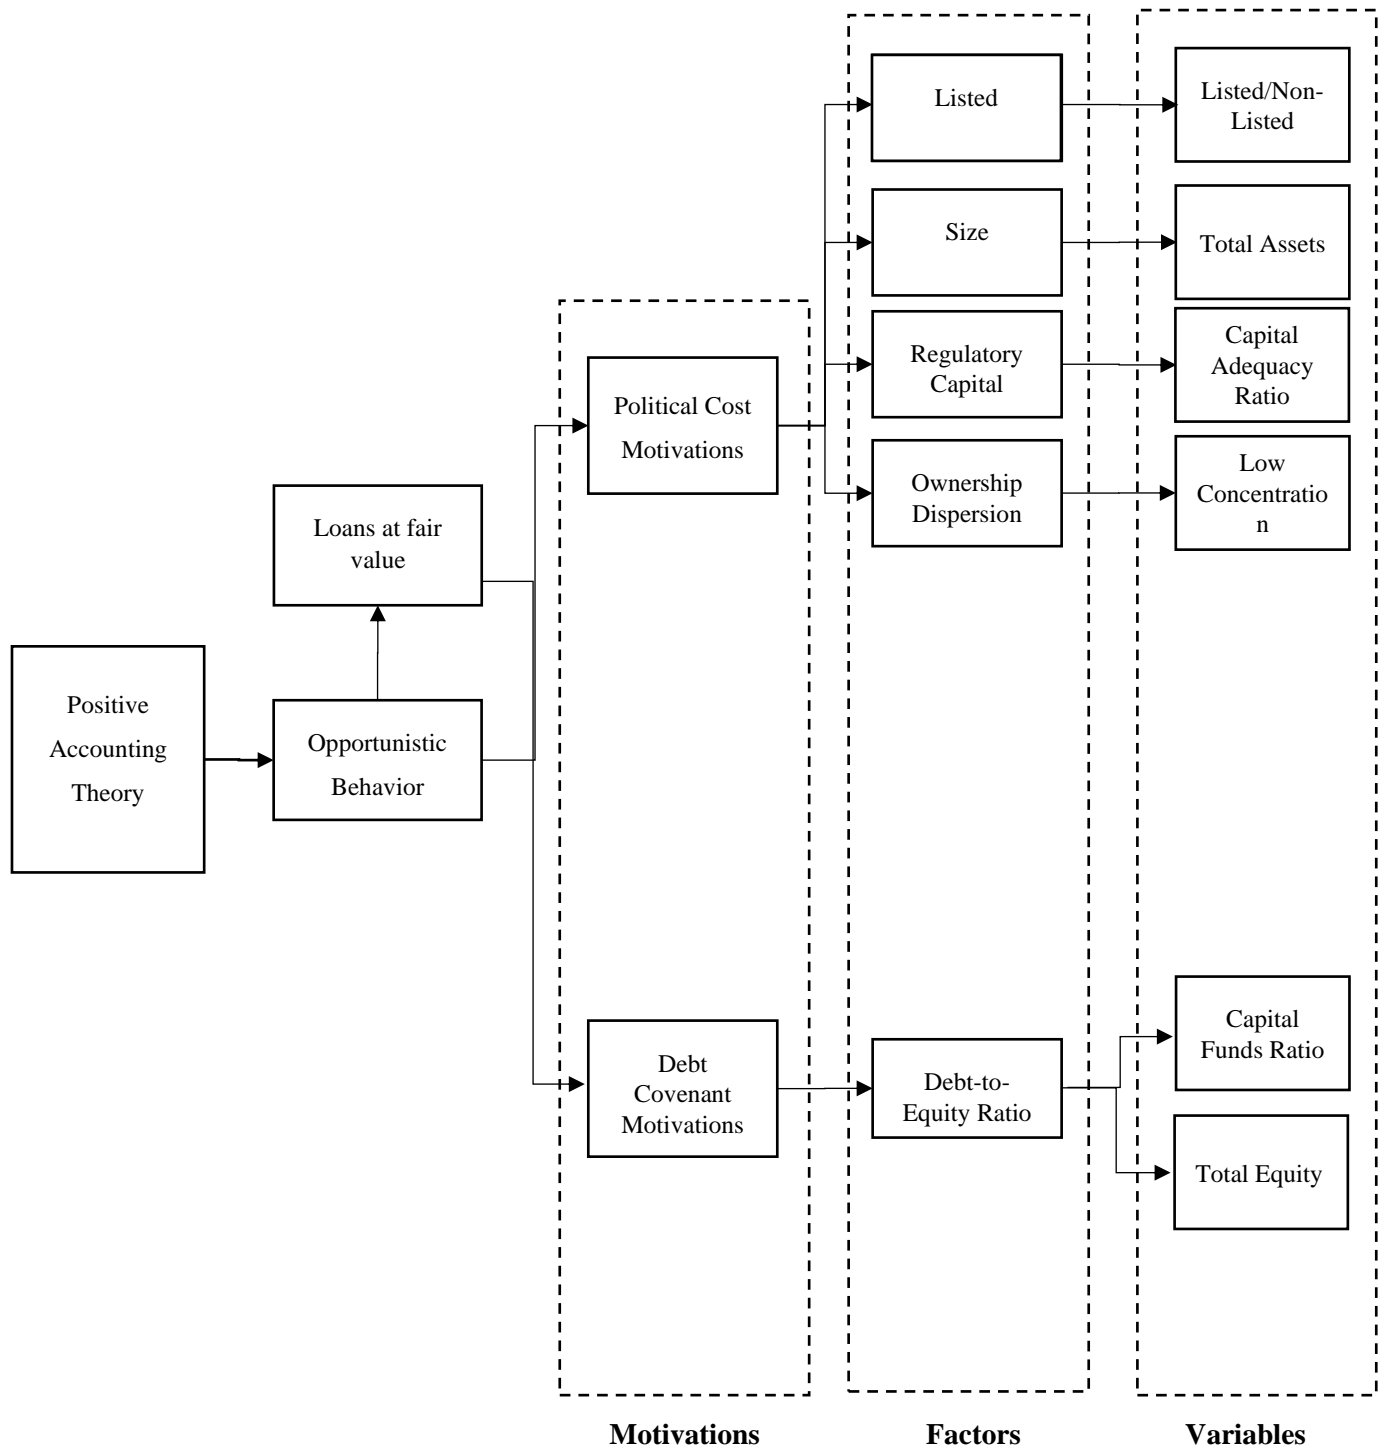 Listed
Listed/Non-
Listed
Size
Total Assets
Regulatory
Capital
Capital
Adequacy
Ratio
Political Cost
Motivations
Ownership
Dispersion
Low
Concentratio
n
Loans at fair
value
Positive
Accounting
Theory
Opportunistic
Behavior
Debt
Covenant
Motivations
Debt-to-
Equity Ratio
Capital
Funds Ratio
Total Equity
Motivations
Factors
Variables